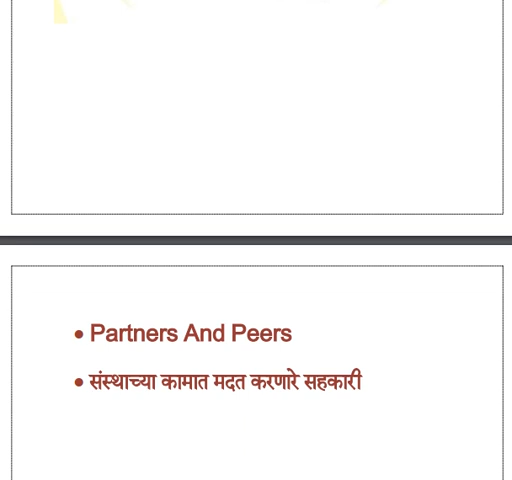 • Partners And Peers
• संस्थाच्या कामात मदत करणारे सहकारी